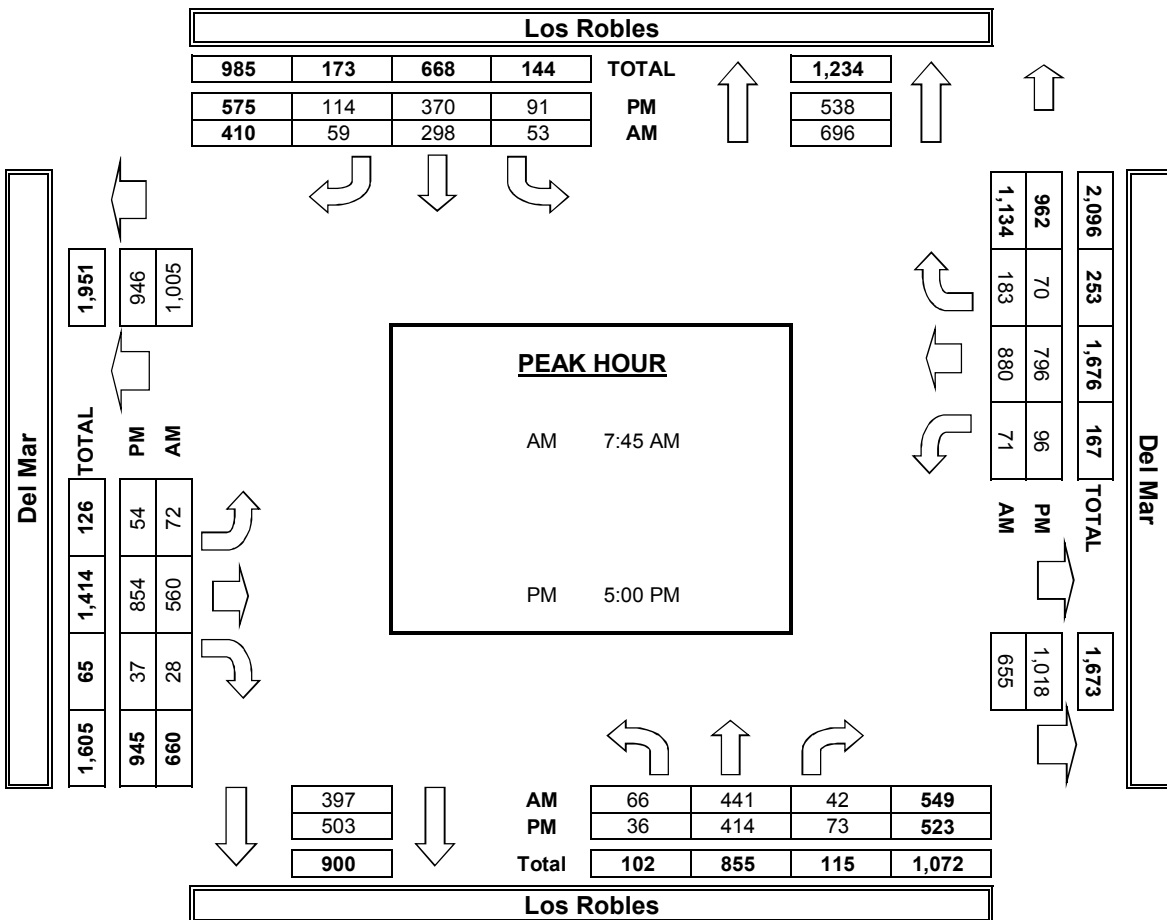 Los Robles
985 173 668 144 TOTAL 1,234
575 114 370 91 PM 538
410 59 298 53 AM 696
Del Mar
1,951 946 1,005
TOTAL PM AM
126 54 72
1,414 854 560
65 37 28
1,605 945 660
PEAK HOUR
AM 7:45 AM
PM 5:00 PM
1,134 962 2,096
183 70 253
880 796 1,676
71 96 167
AM PM TOTAL
655 1,018 1,673
Del Mar
397 AM 66 441 42 549
503 PM 36 414 73 523
900 Total 102 855 115 1,072
Los Robles